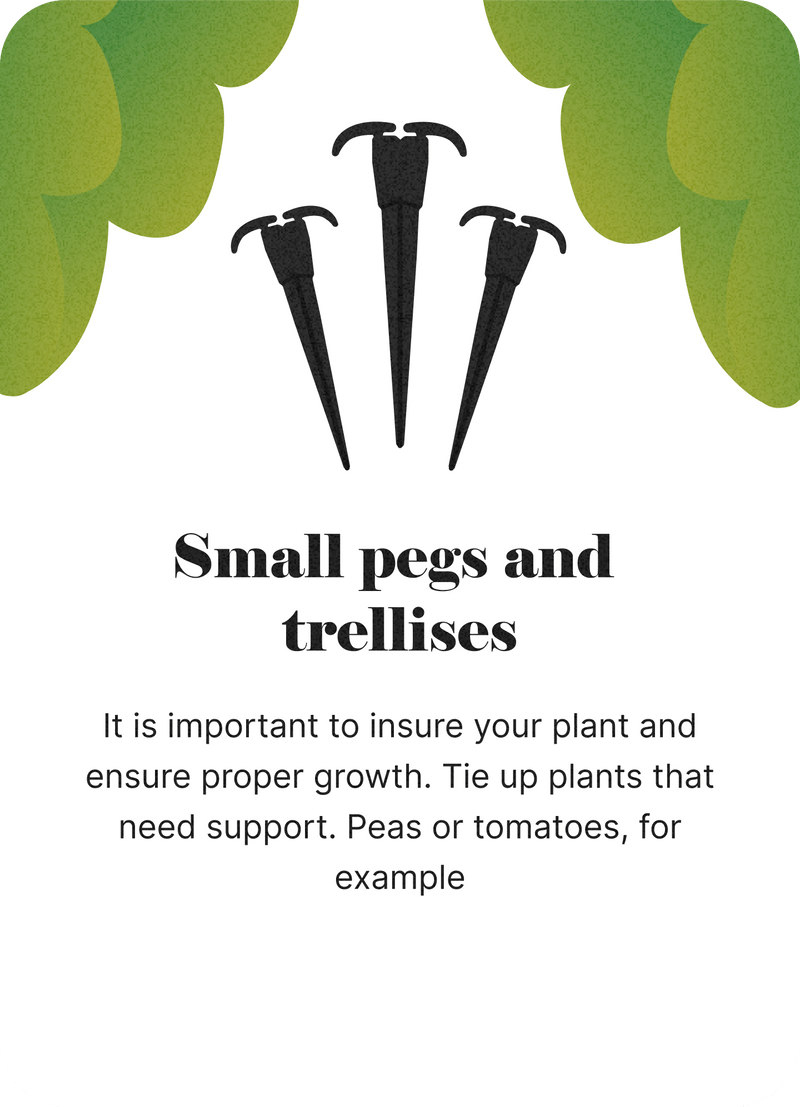 Small pegs and
trellises
It is important to insure your plant and
ensure proper growth. Tie up plants that
need support. Peas or tomatoes, for
example